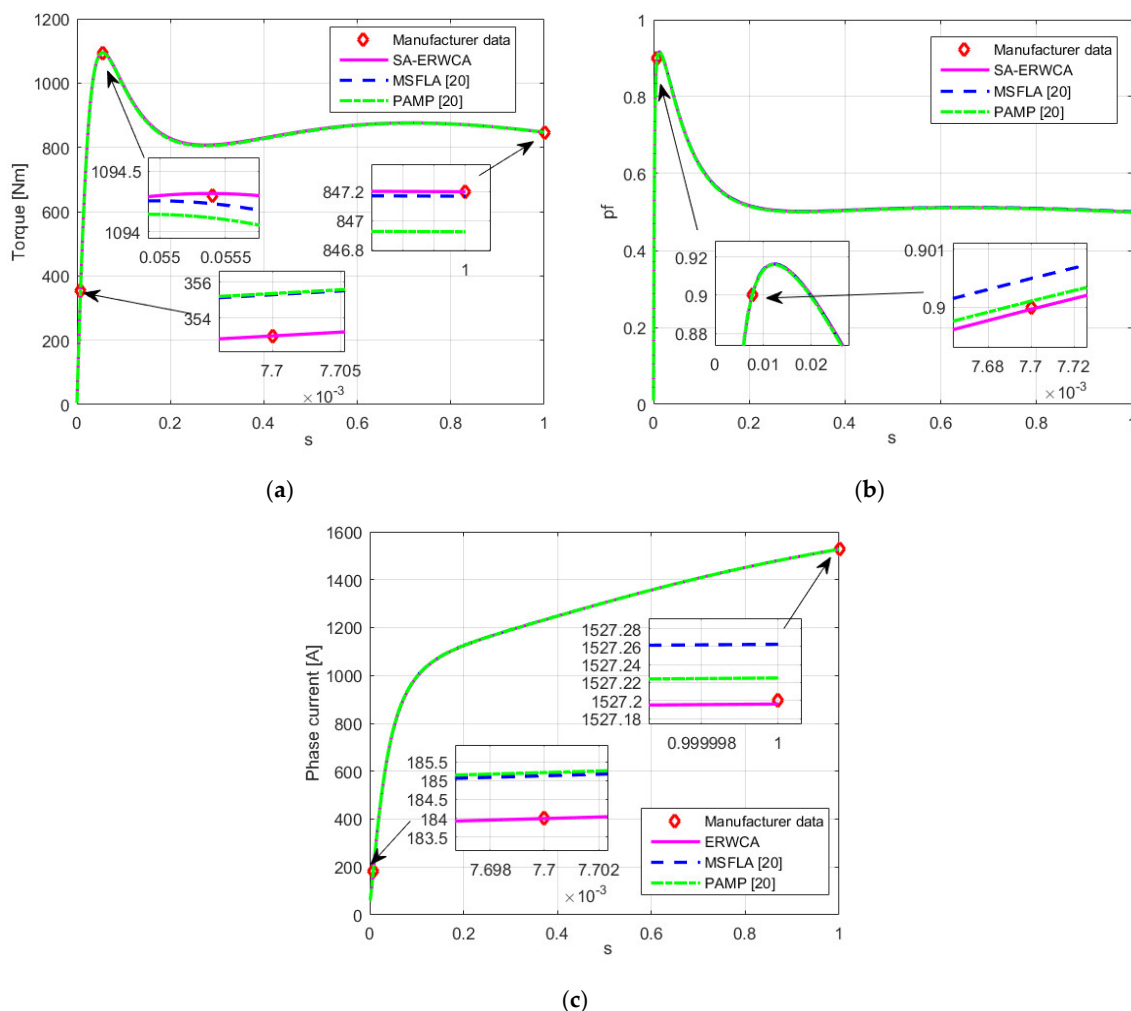 1200
1000
800
600
400
200
0
Torque [Nm]
Manufacturer data
SA-ERWCA
MSFLA [20]
PAMP [20]
1094.5
1094
0.055 0.0555
847.2
847
846.8
1
356
354
7.7 7.705
×10⁻³
0 0.2 0.4 0.6 0.8 1
s
(a)
1
0.8
0.6
0.4
0.2
0
pf
Manufacturer data
SA-ERWCA
MSFLA [20]
PAMP [20]
0.92
0.9
0.88
0 0.01 0.02
0.901
0.9
7.68 7.7 7.72
×10⁻³
0 0.2 0.4 0.6 0.8 1
s
(b)
1600
1400
1200
1000
800
600
400
200
0
Phase current [A]
1527.28
1527.26
1527.24
1527.22
1527.2
1527.18
0.999998 1
185.5
185
184.5
184
183.5
7.698 7.7 7.702
×10⁻³
Manufacturer data
ERWCA
MSFLA [20]
PAMP [20]
0 0.2 0.4 0.6 0.8 1
s
(c)